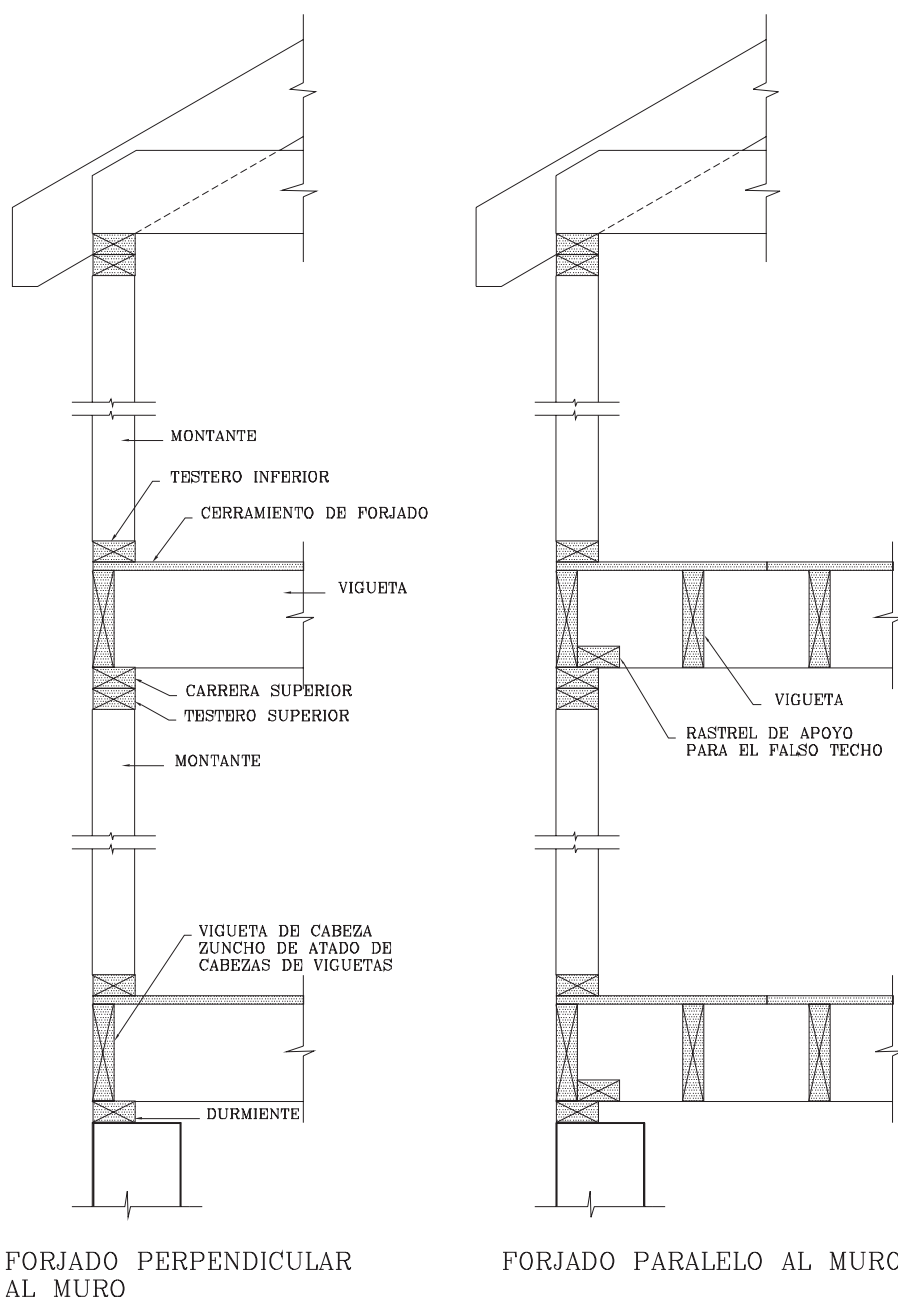 MONTANTE
TESTERO INFERIOR
CERRAMIENTO DE FORJADO
VIGUETA
CARRERA SUPERIOR
TESTERO SUPERIOR
MONTANTE
VIGUETA
RASTREL DE APOYO
PARA EL FALSO TECHO
VIGUETA DE CABEZA
ZUNCHO DE ATADO DE
CABEZAS DE VIGUETAS
DURMIENTE
FORJADO PERPENDICULAR
AL MURO
FORJADO PARALELO AL MURO